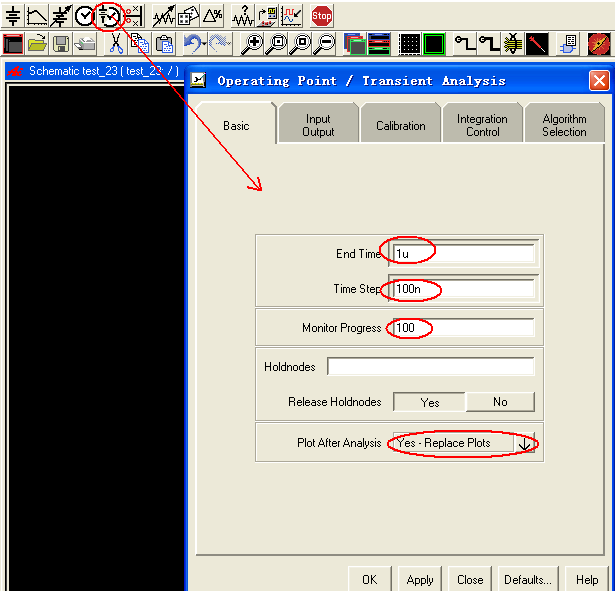 Stop
Schematic test_23 ( test_23: / )
Operating Point / Transient Analysis
Basic
Input
Output
Calibration
Integration
Control
Algorithm
Selection
End Time
1u
Time Step
100n
Monitor Progress
100
Holdnodes
Release Holdnodes
Yes
No
Plot After Analysis
Yes - Replace Plots
OK
Apply
Close
Defaults...
Help